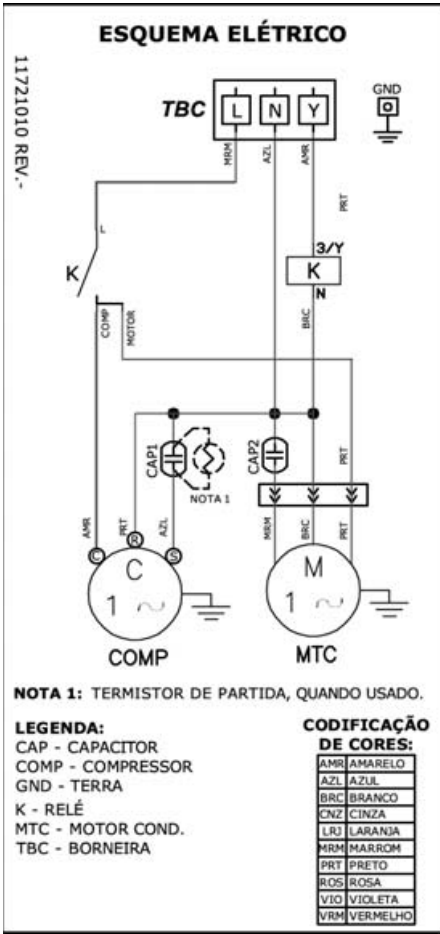 ESQUEMA ELÉTRICO
11721010 REV.-
TBC
L N Y
GND
MRM
AZL
AMR
PRT
L
K
3/Y
K
N
COMP
MOTOR
BRC
CAP1
NOTA 1
CAP2
PRT
AMR
PRT
AZL
MRM
BRC
PRT
C
R
S
C
1 ~
COMP
M
1 ~
MTC
NOTA 1: TERMISTOR DE PARTIDA, QUANDO USADO.
LEGENDA:
CAP - CAPACITOR
COMP - COMPRESSOR
GND - TERRA
K - RELÉ
MTC - MOTOR COND.
TBC - BORNEIRA
CODIFICAÇÃO
DE CORES:
AMR AMARELO
AZL AZUL
BRC BRANCO
CNZ CINZA
LRJ LARANJA
MRM MARROM
PRT PRETO
ROS ROSA
VIO VIOLETA
VRM VERMELHO